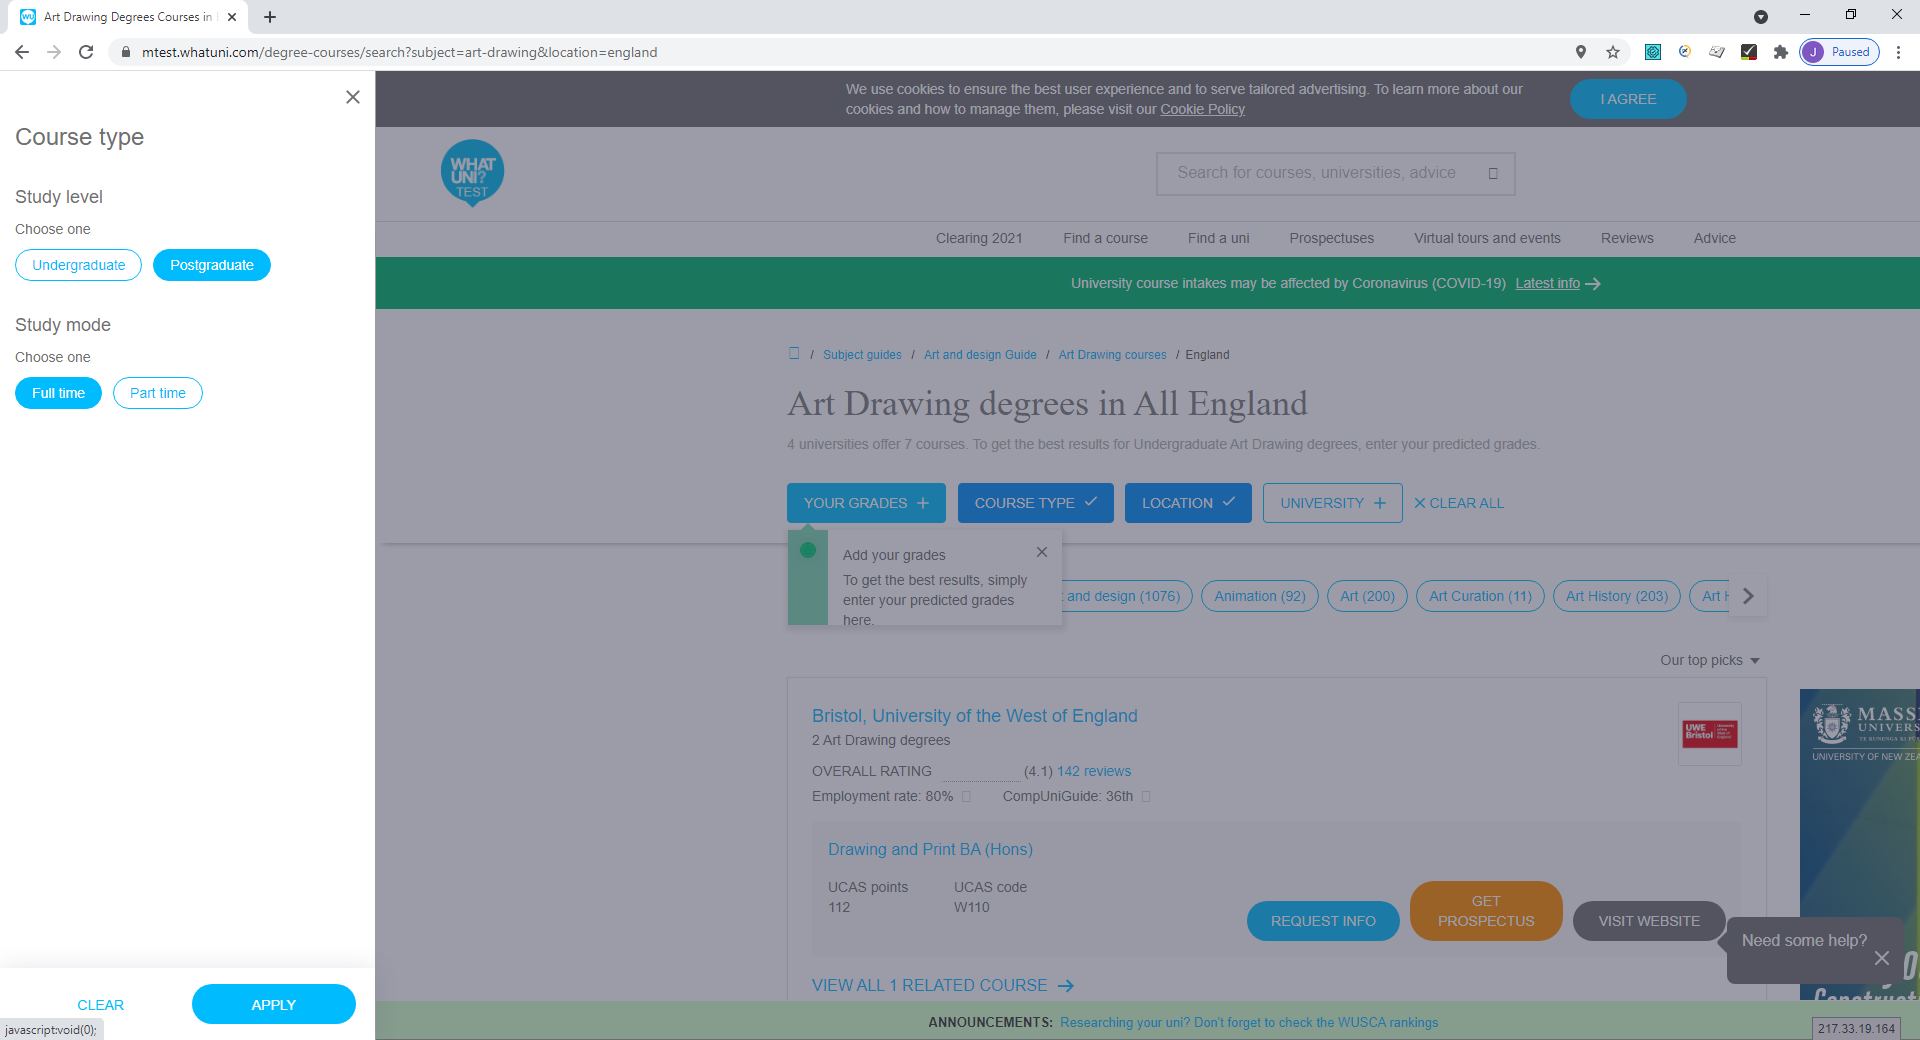 Art Drawing Degrees Courses in
mtest.whatuni.com/degree-courses/search?subject=art-drawing&location=england
J Paused
Course type
Study level
Choose one
Undergraduate Postgraduate
Study mode
Choose one
Full time Part time
CLEAR APPLY
javascript:void(0);
We use cookies to ensure the best user experience and to serve tailored advertising. To learn more about our
cookies and how to manage them, please visit our Cookie Policy
I AGREE
WHAT
UNI?
TEST
Search for courses, universities, advice
Clearing 2021 Find a course Find a uni Prospectuses Virtual tours and events Reviews Advice
University course intakes may be affected by Coronavirus (COVID-19) Latest info
/ Subject guides / Art and design Guide / Art Drawing courses / England
Art Drawing degrees in All England
4 universities offer 7 courses. To get the best results for Undergraduate Art Drawing degrees, enter your predicted grades.
YOUR GRADES COURSE TYPE LOCATION UNIVERSITY CLEAR ALL
Add your grades
To get the best results, simply
enter your predicted grades
here.
and design (1076) Animation (92) Art (200) Art Curation (11) Art History (203) Art
Our top picks
Bristol, University of the West of England
2 Art Drawing degrees
OVERALL RATING (4.1) 142 reviews
Employment rate: 80% CompUniGuide: 36th
UWE
Bristol
Drawing and Print BA (Hons)
UCAS points UCAS code
112 W110
REQUEST INFO GET PROSPECTUS VISIT WEBSITE
VIEW ALL 1 RELATED COURSE
MASS
UNIVERS
UNIVERSITY OF NEW ZEA
Need some help?
ANNOUNCEMENTS: Researching your uni? Don't forget to check the WUSCA rankings
217.33.19.164